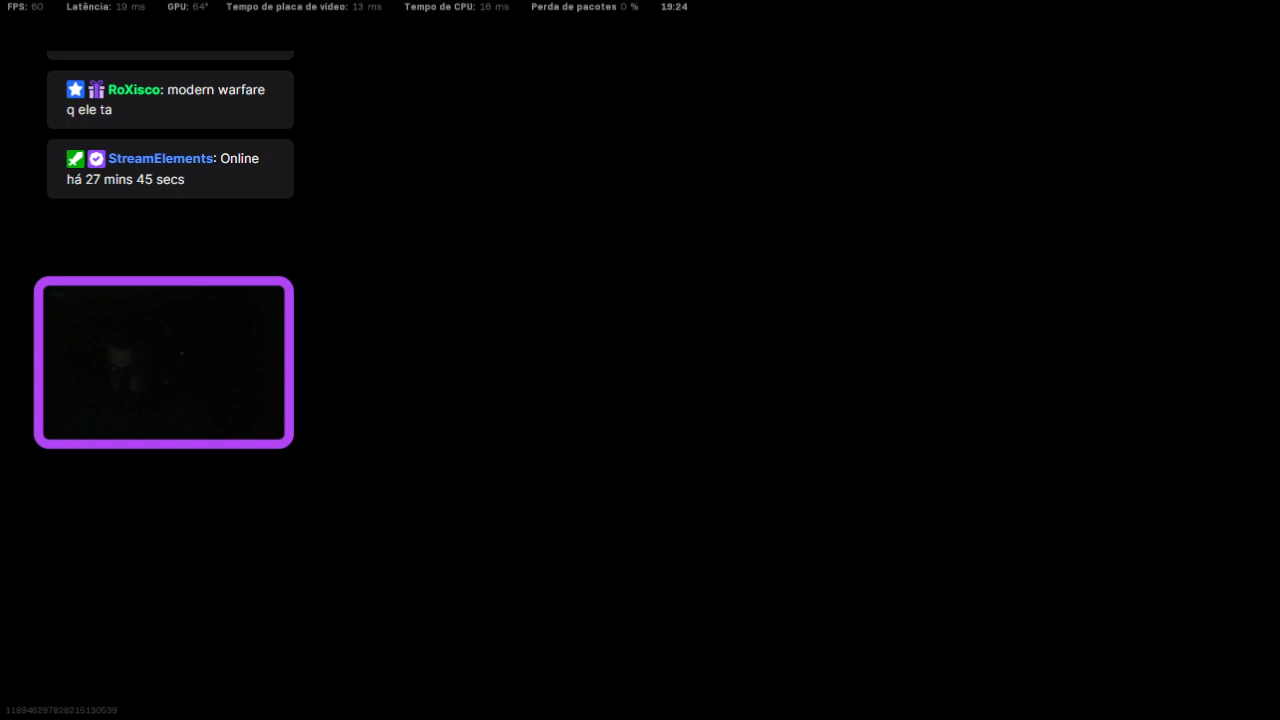 FPS: 60 Latência: 19 ms GPU: 64° Tempo de placa de vídeo: 13 ms Tempo de CPU: 16 ms Perda de pacotes 0 % 19:24
RoXisco: modern warfare
q ele ta
StreamElements: Online
há 27 mins 45 secs